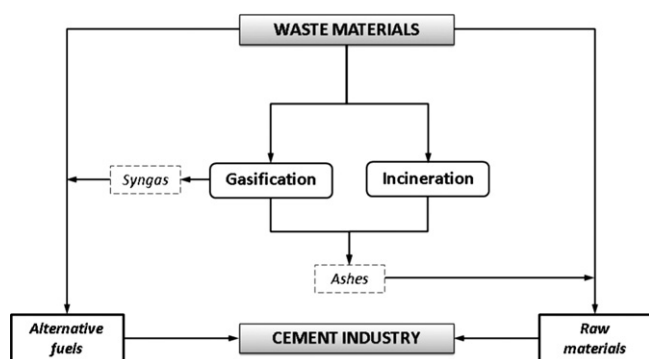 WASTE MATERIALS
Syngas
Gasification
Incineration
Ashes
Alternative
fuels
CEMENT INDUSTRY
Raw
materials